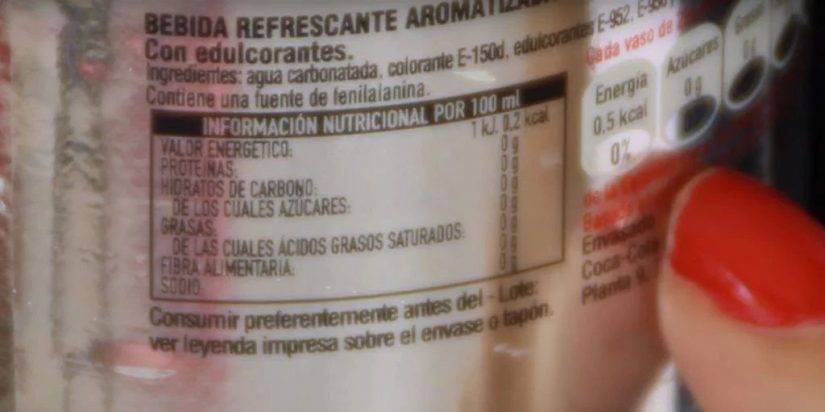 BEBIDA REFRESCANTE
Con edulcorantes.
Ingredientes: agua carbonatada, colorante E-150d, edulcorantes E-952,
Contiene una fuente de fenilalanina.
INFORMACIÓN NUTRICIONAL POR 100 ml
VALOR ENERGÉTICO: 1 kJ, 0,2 kcal
PROTEÍNAS: 0 g
HIDRATOS DE CARBONO: 0 g
DE LOS CUALES AZÚCARES: 0 g
GRASAS: 0 g
DE LAS CUALES ÁCIDOS GRASOS SATURADOS: 0 g
FIBRA ALIMENTARIA: 0 g
SODIO: 0 g
Consumir preferentemente antes del - Lote:
ver leyenda impresa sobre el envase o tapón.
Cada vaso de
Energía
0,5 kcal
0%
Azúcares
0 g
Envasado
Coca-Cola
Planta